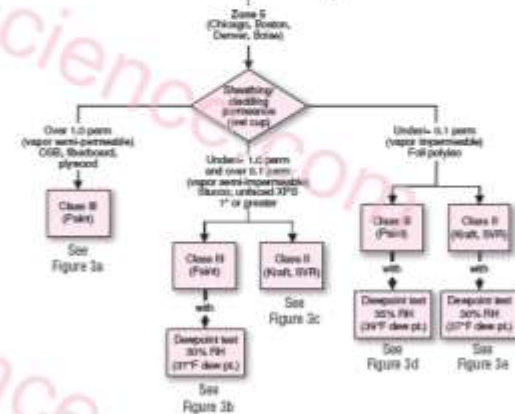 Zone 5
(Chicago, Boston,
Denver, Boise)
Sheathing/
cladding
permeance
(wet cup)
Over 1.0 perm
(vapor semi-permeable)
OSB, fiberboard,
plywood
Class III
(Paint)
See
Figure 3a
Under/= 1.0 perm
and over 0.1 perm
(vapor semi-impermeable)
Stucco, unfaced XPS
1" or greater
Class III
(Paint)
with
Dewpoint test
30% RH
(37°F dew pt.)
See
Figure 3b
Class II
(Kraft, SVR)
See
Figure 3c
Under/= 0.1 perm
(vapor impermeable)
Foil polyiso
Class III
(Paint)
with
Dewpoint test
35% RH
See
Figure 3d
Class II
(Kraft, SVR)
with
Dewpoint test
30% RH
(37°F dew pt.)
See
Figure 3e
science.com